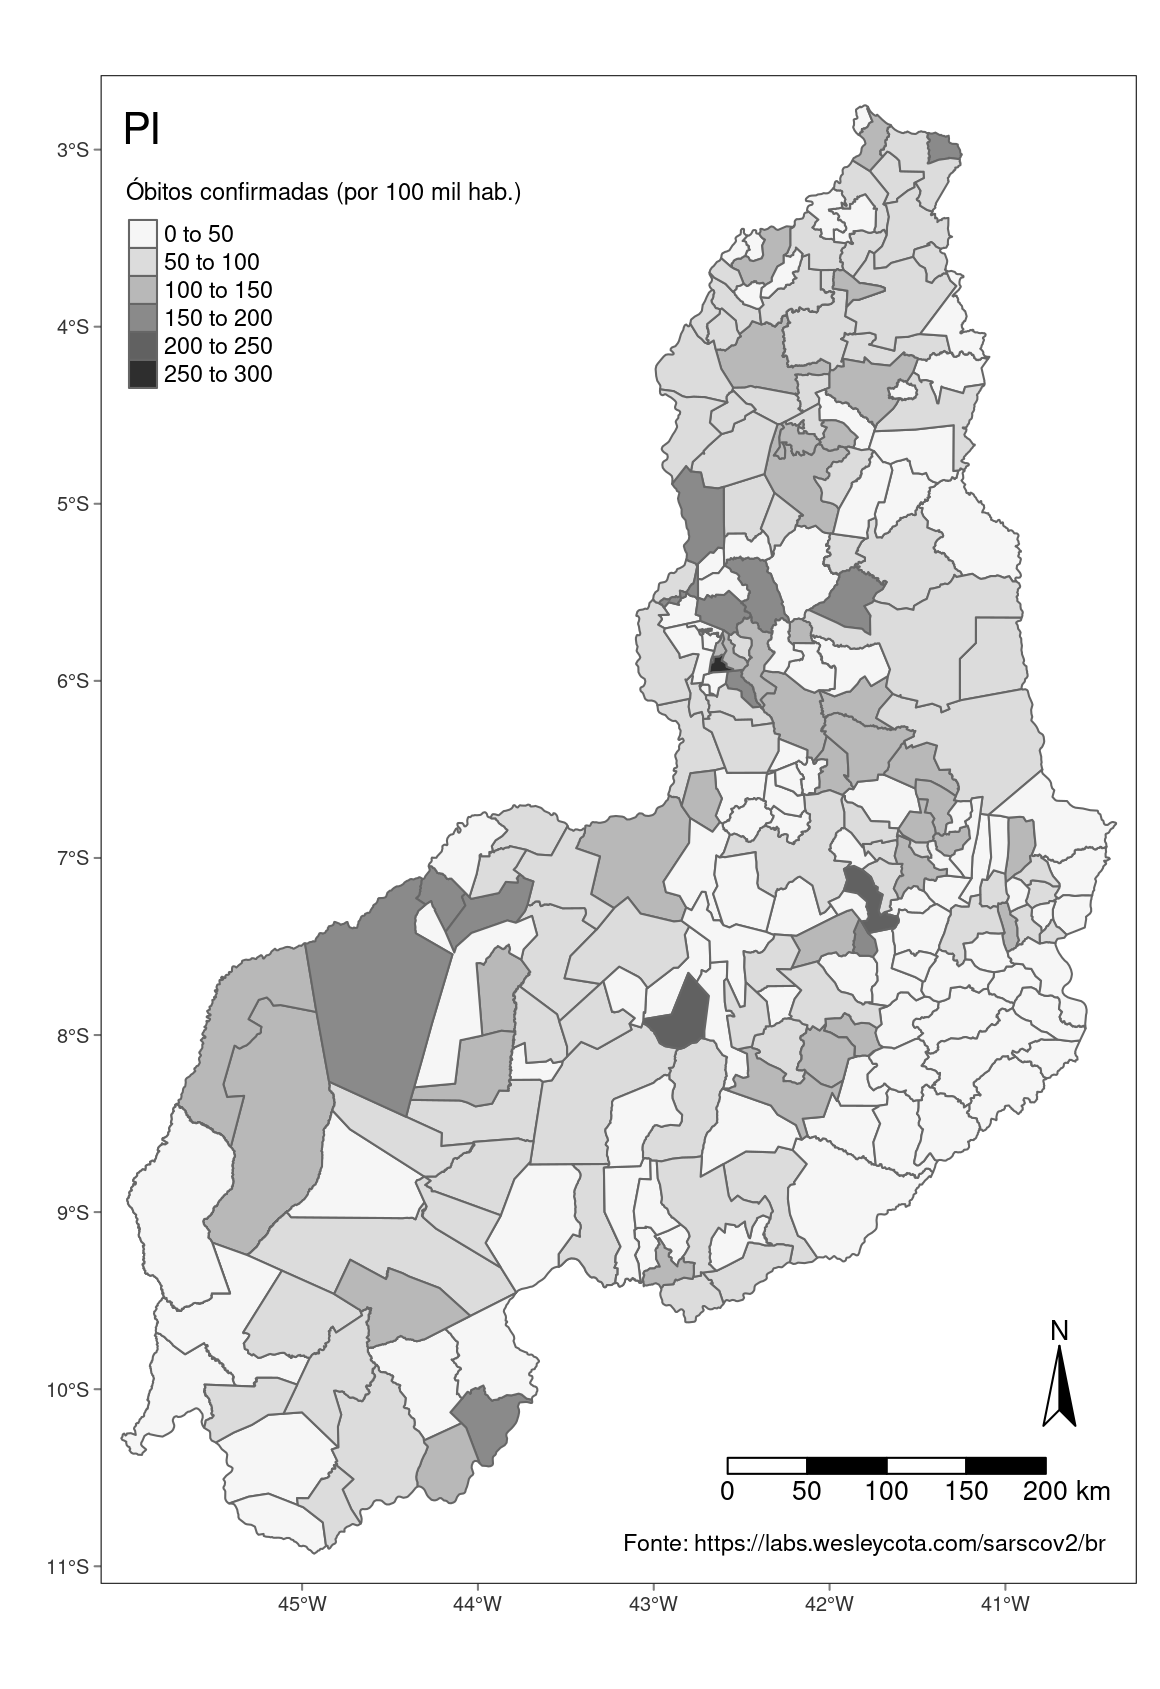 PI
Óbitos confirmadas (por 100 mil hab.)
0 to 50
50 to 100
100 to 150
150 to 200
200 to 250
250 to 300
3°S
4°S
5°S
6°S
7°S
8°S
9°S
10°S
11°S
N
0 50 100 150 200 km
Fonte: https://labs.wesleycota.com/sarscov2/br
45°W 44°W 43°W 42°W 41°W